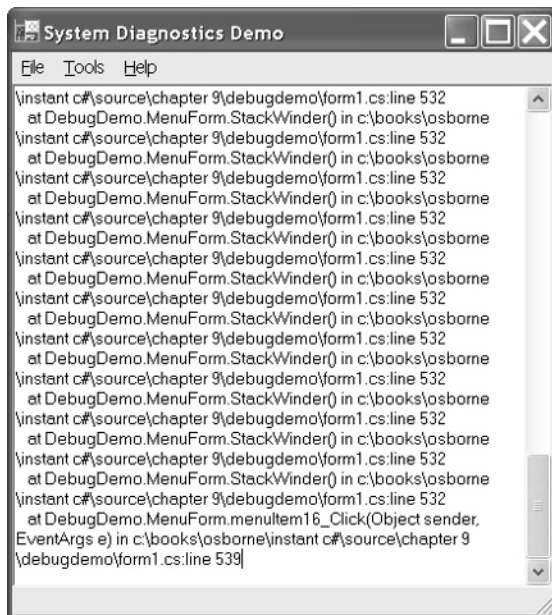 System Diagnostics Demo
File Tools Help
\instant c#\source\chapter 9\debugdemo\form1.cs:line 532
at DebugDemo.MenuForm.StackWinder() in c:\books\osborne
\instant c#\source\chapter 9\debugdemo\form1.cs:line 532
at DebugDemo.MenuForm.StackWinder() in c:\books\osborne
\instant c#\source\chapter 9\debugdemo\form1.cs:line 532
at DebugDemo.MenuForm.StackWinder() in c:\books\osborne
\instant c#\source\chapter 9\debugdemo\form1.cs:line 532
at DebugDemo.MenuForm.StackWinder() in c:\books\osborne
\instant c#\source\chapter 9\debugdemo\form1.cs:line 532
at DebugDemo.MenuForm.StackWinder() in c:\books\osborne
\instant c#\source\chapter 9\debugdemo\form1.cs:line 532
at DebugDemo.MenuForm.StackWinder() in c:\books\osborne
\instant c#\source\chapter 9\debugdemo\form1.cs:line 532
at DebugDemo.MenuForm.StackWinder() in c:\books\osborne
\instant c#\source\chapter 9\debugdemo\form1.cs:line 532
at DebugDemo.MenuForm.StackWinder() in c:\books\osborne
\instant c#\source\chapter 9\debugdemo\form1.cs:line 532
at DebugDemo.MenuForm.StackWinder() in c:\books\osborne
\instant c#\source\chapter 9\debugdemo\form1.cs:line 532
at DebugDemo.MenuForm.StackWinder() in c:\books\osborne
\instant c#\source\chapter 9\debugdemo\form1.cs:line 532
at DebugDemo.MenuForm.menuItem16_Click(Object sender,
EventArgs e) in c:\books\osborne\instant c#\source\chapter 9
\debugdemo\form1.cs:line 539